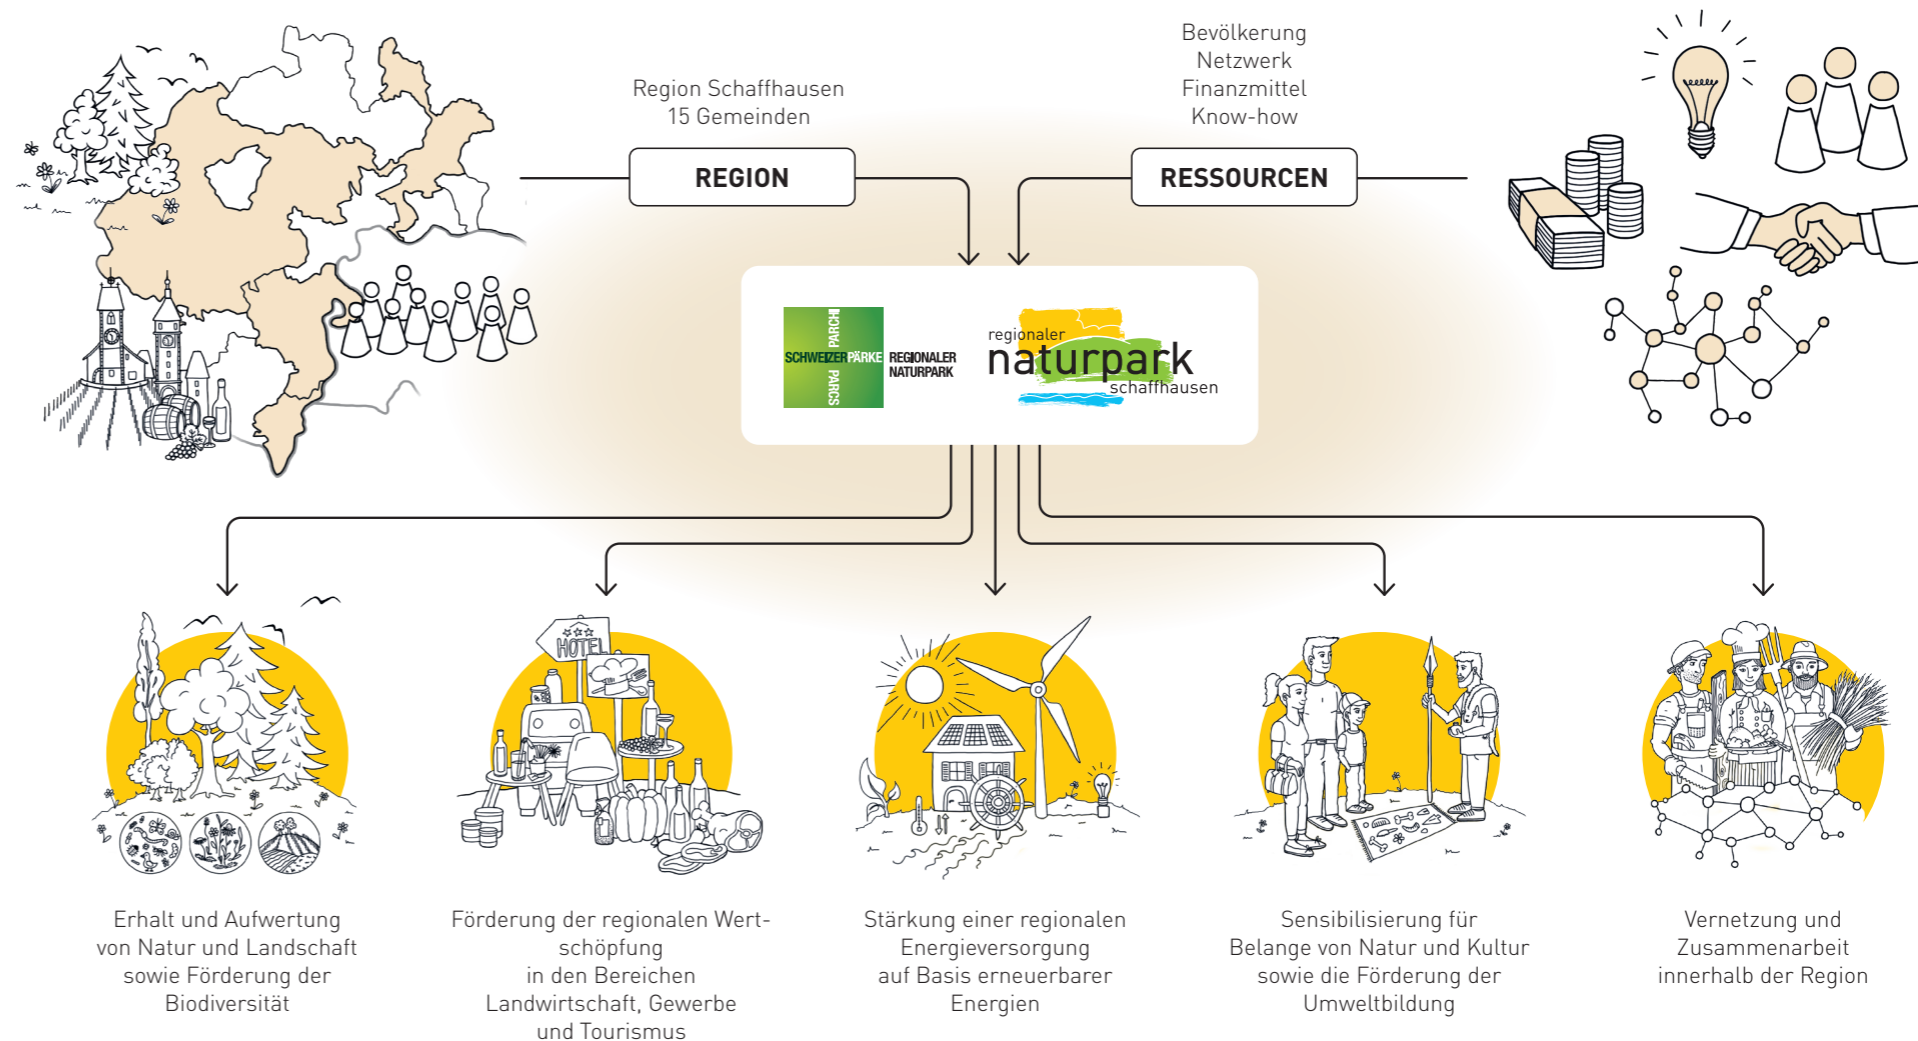 Region Schaffhausen
15 Gemeinden
REGION
Bevölkerung
Netzwerk
Finanzmittel
Know-how
RESSOURCEN
PARCHI
SCHWEIZER PÄRKE
PARCS
REGIONALER
NATURPARK
regionaler
naturpark
schaffhausen
HOTEL
Erhalt und Aufwertung
von Natur und Landschaft
sowie Förderung der
Biodiversität
Förderung der regionalen Wert-
schöpfung
in den Bereichen
Landwirtschaft, Gewerbe
und Tourismus
Stärkung einer regionalen
Energieversorgung
auf Basis erneuerbarer
Energien
Sensibilisierung für
Belange von Natur und Kultur
sowie die Förderung der
Umweltbildung
Vernetzung und
Zusammenarbeit
innerhalb der Region